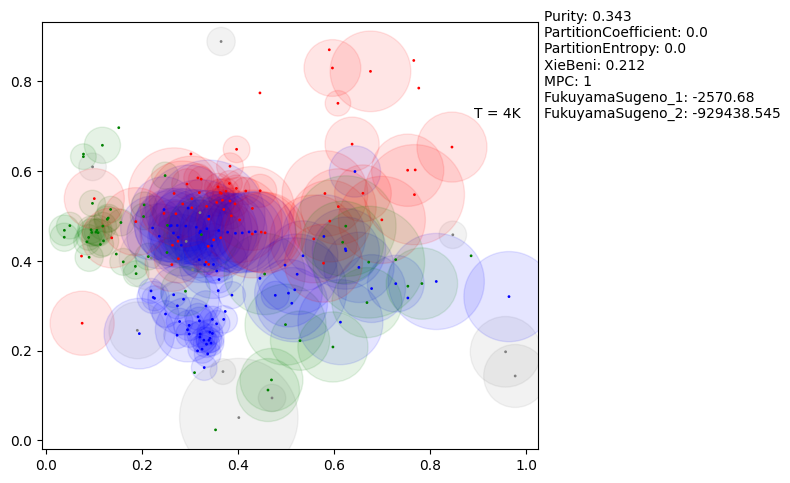 Purity: 0.343
PartitionCoefficient: 0.0
PartitionEntropy: 0.0
XieBeni: 0.212
MPC: 1
FukuyamaSugeno_1: -2570.68
FukuyamaSugeno_2: -929438.545
T = 4K
0.8
0.6
0.4
0.2
0.0
0.0 0.2 0.4 0.6 0.8 1.0